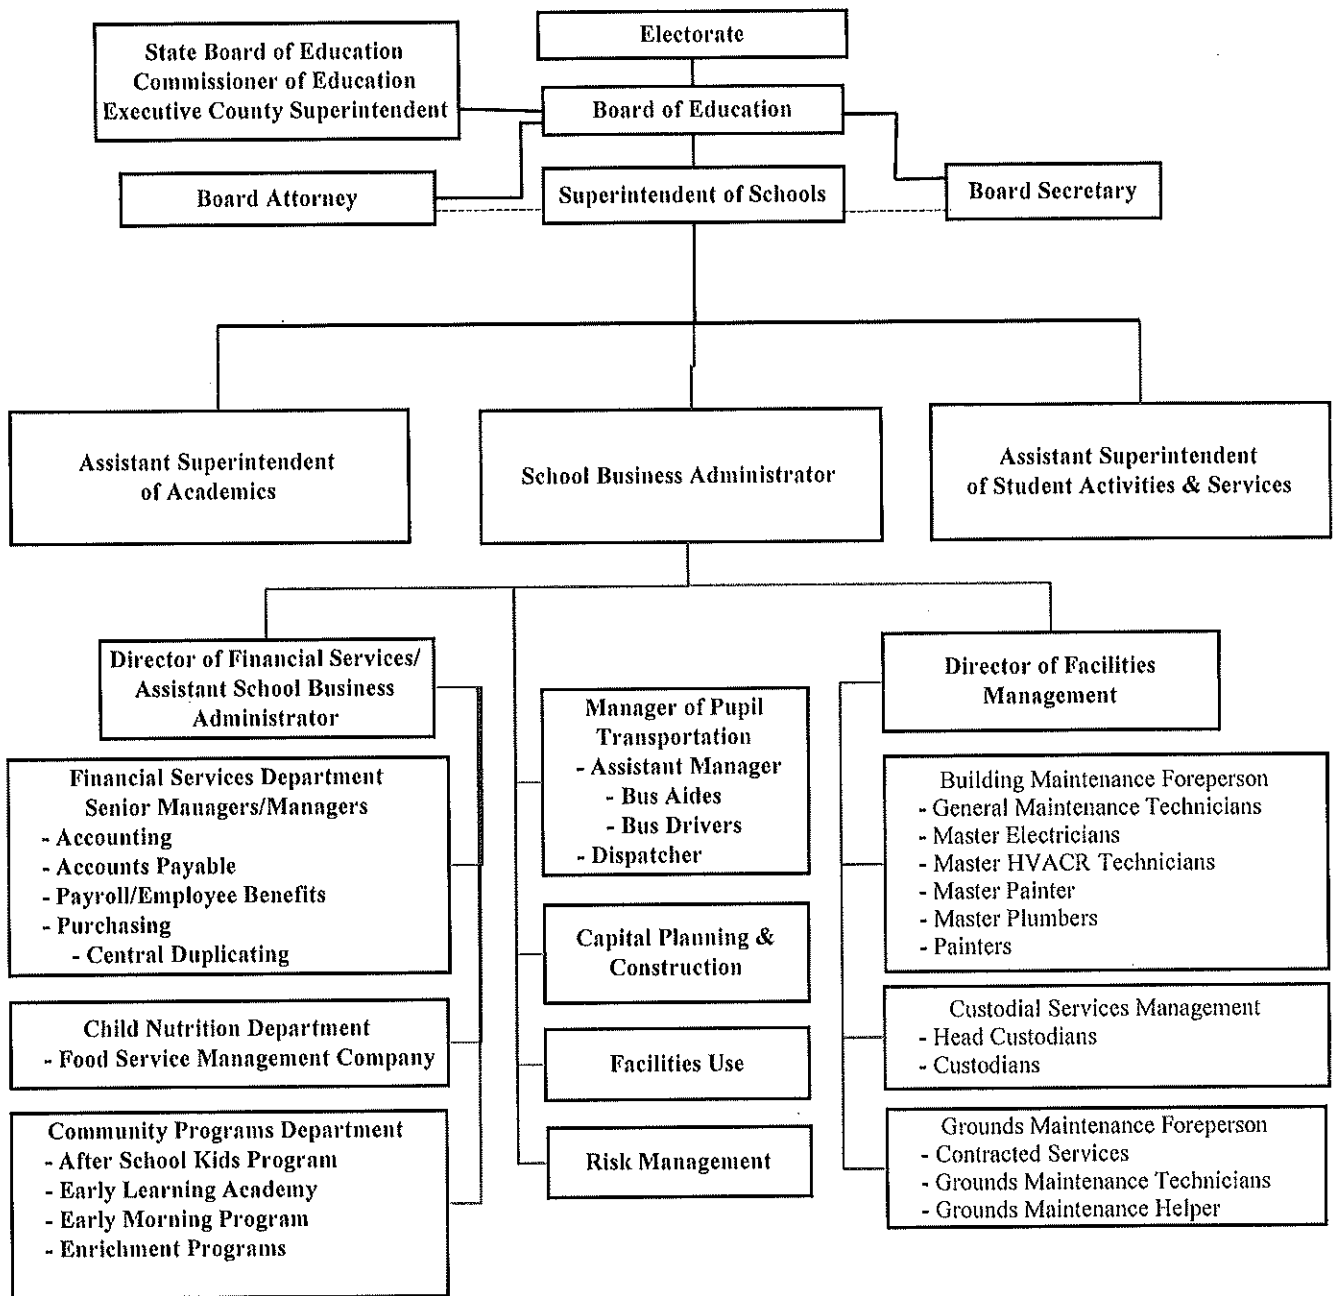 Electorate
State Board of Education
Commissioner of Education
Executive County Superintendent
Board of Education
Board Attorney
Superintendent of Schools
Board Secretary
Assistant Superintendent
of Academics
School Business Administrator
Assistant Superintendent
of Student Activities & Services
Director of Financial Services/
Assistant School Business
Administrator
Financial Services Department
Senior Managers/Managers
- Accounting
- Accounts Payable
- Payroll/Employee Benefits
- Purchasing
- Central Duplicating
Child Nutrition Department
- Food Service Management Company
Community Programs Department
- After School Kids Program
- Early Learning Academy
- Early Morning Program
- Enrichment Programs
Manager of Pupil
Transportation
- Assistant Manager
- Bus Aides
- Bus Drivers
- Dispatcher
Capital Planning &
Construction
Facilities Use
Risk Management
Director of Facilities
Management
Building Maintenance Foreperson
- General Maintenance Technicians
- Master Electricians
- Master HVACR Technicians
- Master Painter
- Master Plumbers
- Painters
Custodial Services Management
- Head Custodians
- Custodians
Grounds Maintenance Foreperson
- Contracted Services
- Grounds Maintenance Technicians
- Grounds Maintenance Helper